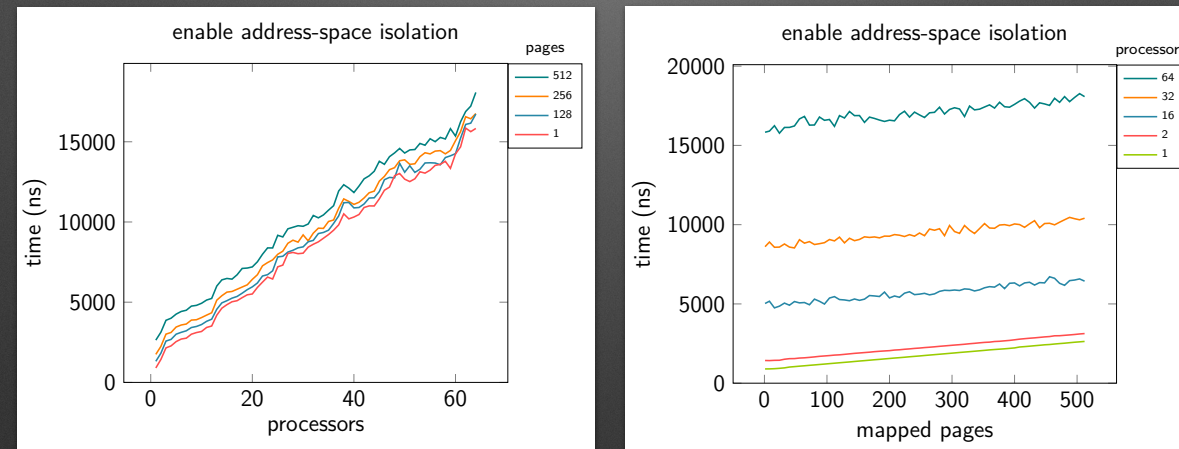 enable address-space isolation
pages
512
256
128
1
15000
10000
5000
0
time (ns)
0 20 40 60
processors
enable address-space isolation
processor
64
32
16
2
1
20000
15000
10000
5000
0
time (ns)
0 100 200 300 400 500
mapped pages